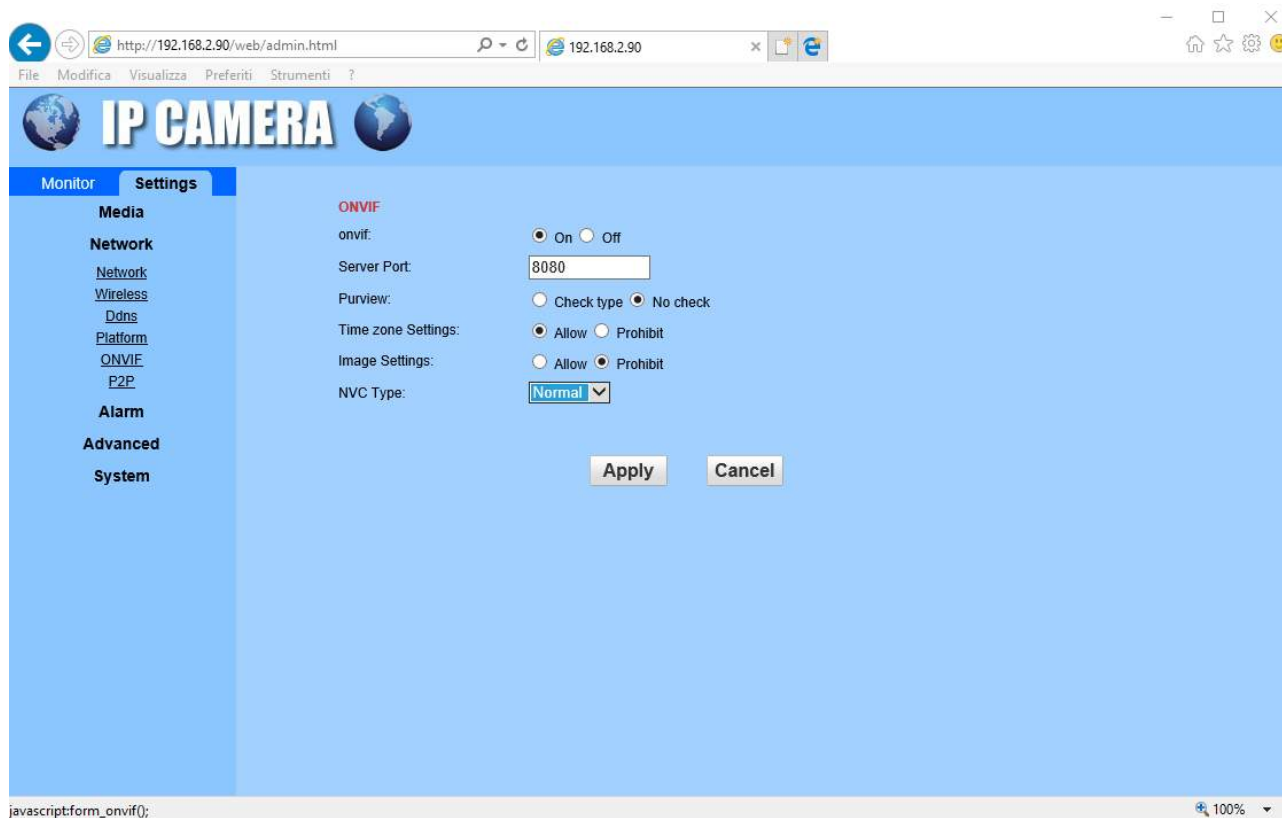 http://192.168.2.90/web/admin.html
192.168.2.90
File Modifica Visualizza Preferiti Strumenti ?
IP CAMERA
Monitor Settings
Media
Network
Network
Wireless
Ddns
Platform
ONVIF
P2P
Alarm
Advanced
System
ONVIF
onvif: On Off
Server Port: 8080
Purview: Check type No check
Time zone Settings: Allow Prohibit
Image Settings: Allow Prohibit
NVC Type: Normal
Apply Cancel
javascript:form_onvif();
100%